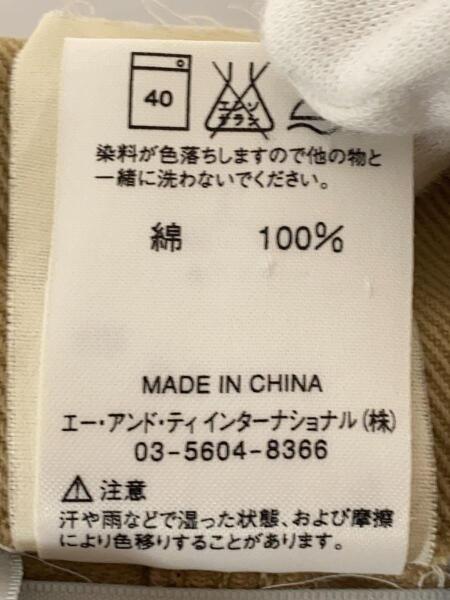 40
エンソ
サラシ
染料が色落ちしますので他の物と
一緒に洗わないでください。
綿 100%
MADE IN CHINA
エー・アンド・ティ インターナショナル(株)
03-5604-8366
注意
汗や雨などで湿った状態、および摩擦
により色移りすることがあります。